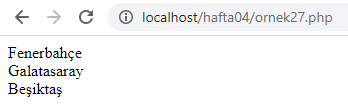 localhost/hafta04/ornek27.php
Fenerbahçe
Galatasaray
Beşiktaş